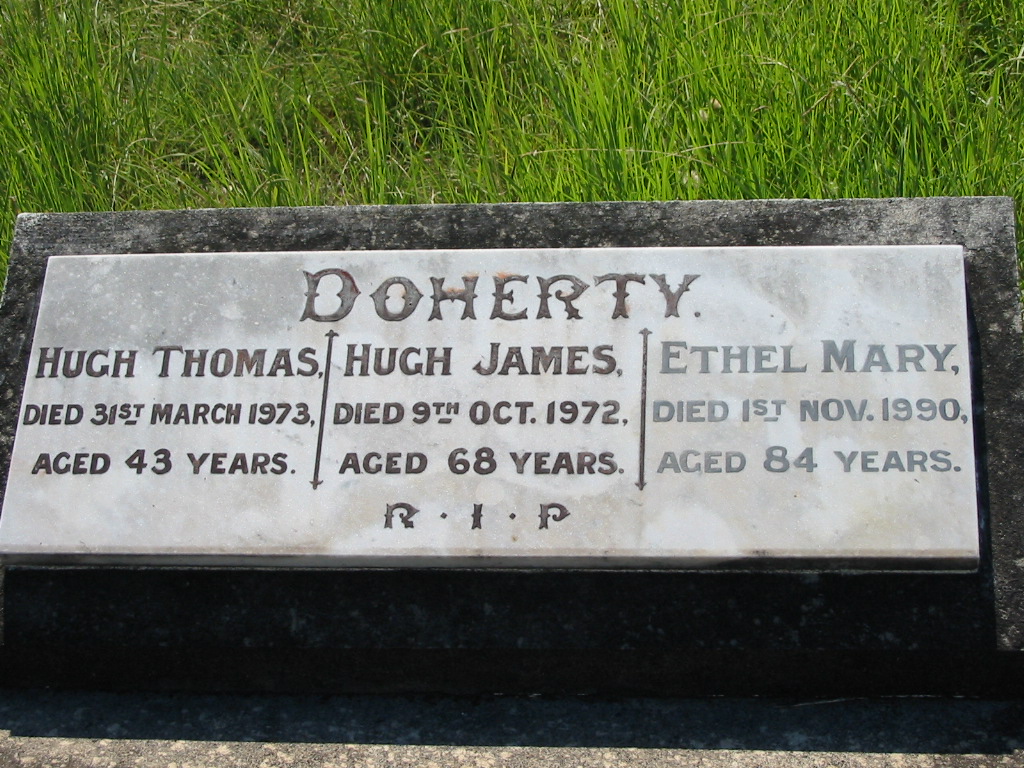 DOHERTY.
HUGH THOMAS,
DIED 31ST MARCH 1973,
AGED 43 YEARS.
HUGH JAMES,
DIED 9TH OCT. 1972,
AGED 68 YEARS.
ETHEL MARY,
DIED 1ST NOV. 1990,
AGED 84 YEARS.
R · I · P